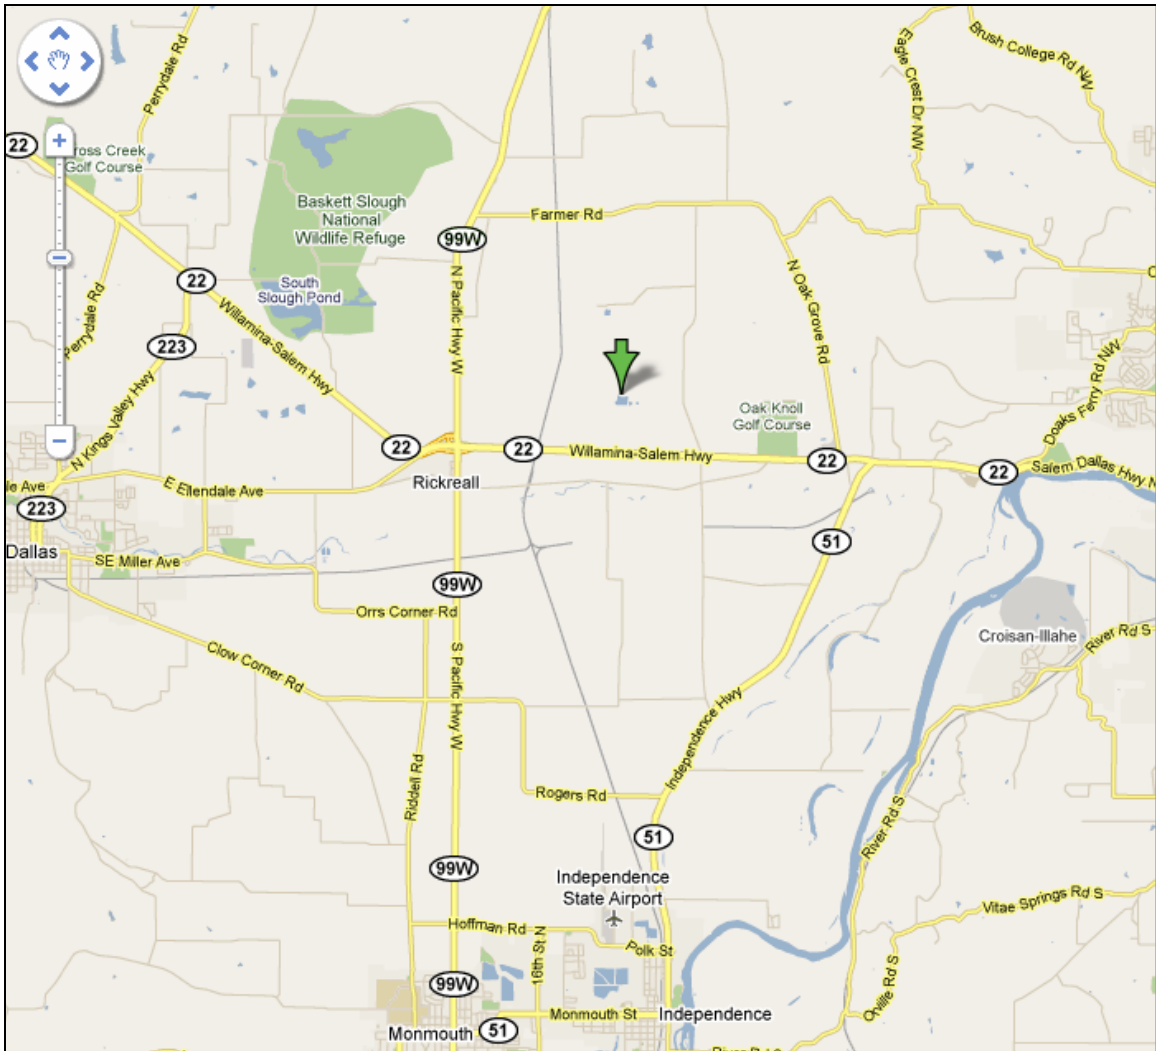 Perrydale Rd
Eagle Crest Dr NW
Brush College Rd NW
22
ross Creek
Golf Course
Baskett Slough
National
Wildlife Refuge
Farmer Rd
99W
N Pacific Hwy W
N Oak Grove Rd
22
South
Slough Pond
Perrydale Rd
Willamina-Salem Hwy
223
N Kings Valley Hwy
Doaks Ferry Rd NW
Oak Knoll
Golf Course
22
22
Willamina-Salem Hwy
22
22
Salem Dallas Hwy N
Rickreall
le Ave
E Ellendale Ave
223
Dallas
SE Miller Ave
51
99W
Orrs Corner Rd
Croisan-Illahe
River Rd S
Clow Corner Rd
S Pacific Hwy W
Independence Hwy
Riddell Rd
Rogers Rd
51
River Rd S
99W
Independence
State Airport
Vitae Springs Rd S
Hoffman Rd
16th St N
Polk St
Orville Rd S
99W
Monmouth St
Independence
Monmouth
51